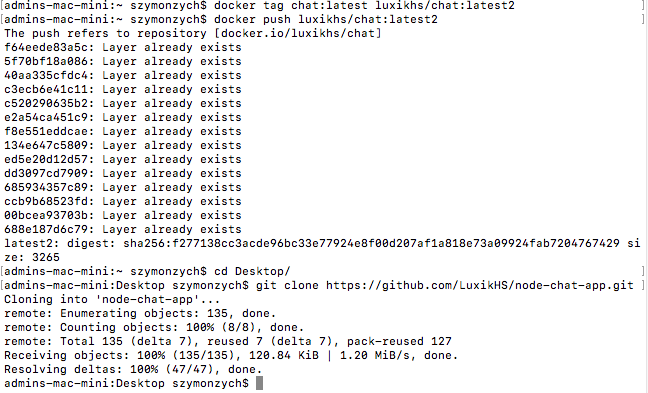 [admins-mac-mini:~ szymonzych$ docker tag chat:latest luxikhs/chat:latest2 ]
[admins-mac-mini:~ szymonzych$ docker push luxikhs/chat:latest2 ]
The push refers to repository [docker.io/luxikhs/chat]
f64eede83a5c: Layer already exists
5f70bf18a086: Layer already exists
40aa335cfdc4: Layer already exists
c3ecb6e41c11: Layer already exists
c520290635b2: Layer already exists
e2a54ca451c9: Layer already exists
f8e551eddcae: Layer already exists
134e647c5809: Layer already exists
ed5e20d12d57: Layer already exists
dd3097cd7909: Layer already exists
685934357c89: Layer already exists
ccb9b68523fd: Layer already exists
00bcea93703b: Layer already exists
688e187d6c79: Layer already exists
latest2: digest: sha256:f277138cc3acde96bc33e77924e8f00d207af1a818e73a09924fab7204767429 si
ze: 3265
[admins-mac-mini:~ szymonzych$ cd Desktop/ ]
[admins-mac-mini:Desktop szymonzych$ git clone https://github.com/LuxikHS/node-chat-app.git ]
Cloning into 'node-chat-app'...
remote: Enumerating objects: 135, done.
remote: Counting objects: 100% (8/8), done.
remote: Total 135 (delta 7), reused 7 (delta 7), pack-reused 127
Receiving objects: 100% (135/135), 120.84 KiB | 1.20 MiB/s, done.
Resolving deltas: 100% (47/47), done.
admins-mac-mini:Desktop szymonzych$